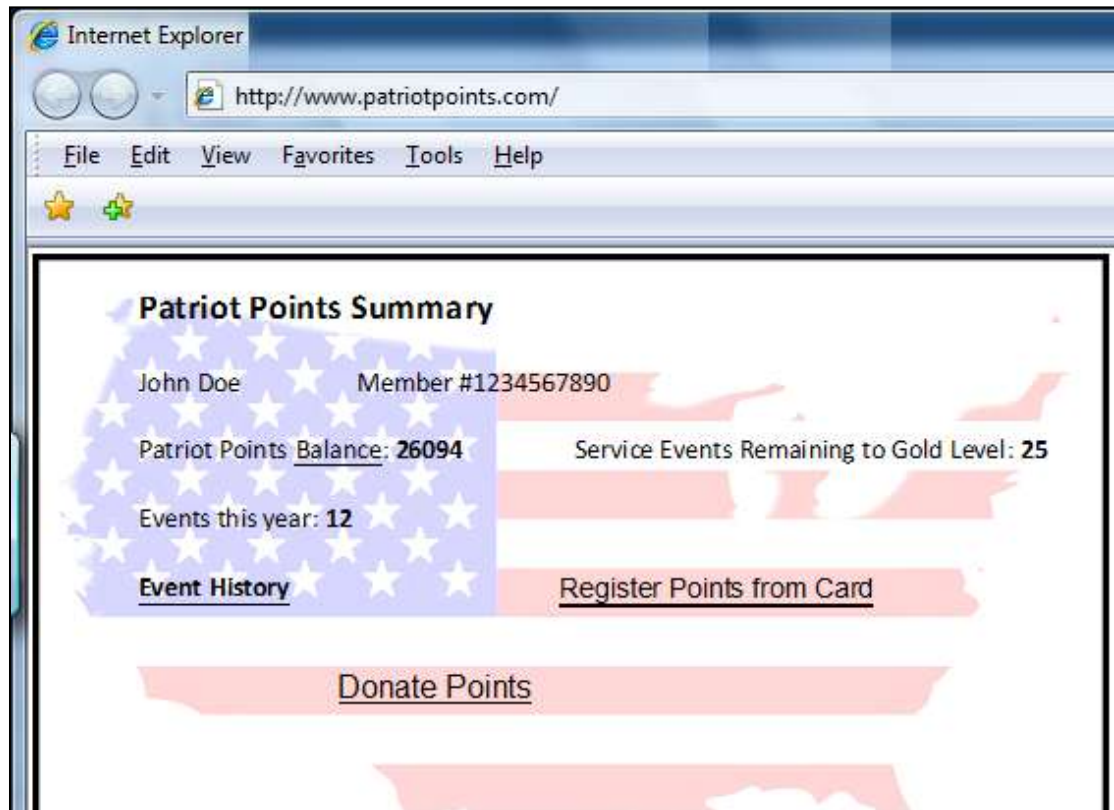 Internet Explorer
http://www.patriotpoints.com/
File Edit View Favorites Tools Help
Patriot Points Summary
John Doe Member #1234567890
Patriot Points Balance: 26094 Service Events Remaining to Gold Level: 25
Events this year: 12
Event History Register Points from Card
Donate Points